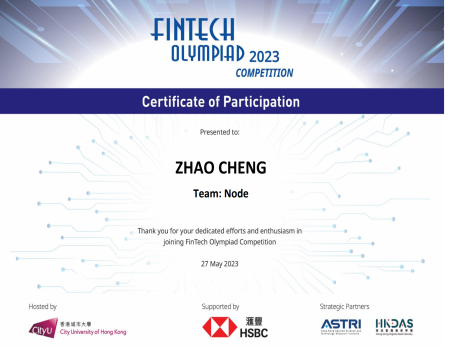 FINTECH
OLYMPIAD 2023
COMPETITION
Certificate of Participation
Presented to:
ZHAO CHENG
Team: Node
Thank you for your dedicated efforts and enthusiasm in
joining FinTech Olympiad Competition
27 May 2023
Hosted by
Supported by
Strategic Partners
CityU
香港城市大學
City University of Hong Kong
滙豐
HSBC
ASTRI
HKDAS